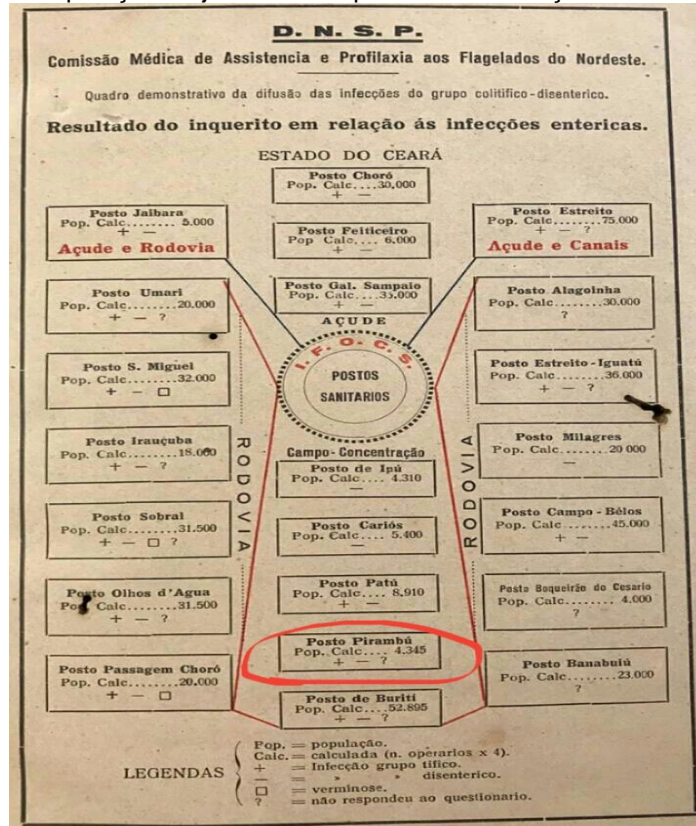 D. N. S. P.
Comissão Médica de Assistencia e Profilaxia aos Flagelados do Nordeste.
Quadro demonstrativo da difusão das infecções do grupo colitifico-disenterico.
Resultado do inquerito em relação ás infecções entericas.
ESTADO DO CEARÁ
Posto Choró
Pop. Calc....30,000
+ —
Posto Jaibara
Pop. Calc........ 5.000
+ —
Açude e Rodovia
Posto Feiticeiro
Pop Calc.... 6,000
+ —
Posto Estreito
Pop. Calc........75,000
+ — ?
Açude e Canais
Posto Gal. Sampaio
Pop. Calc....35.000
+ —
AÇUDE
I. F. O. C. S.
POSTOS
SANITARIOS
Posto Umari
Pop. Calc........20.000
+ — ?
Posto S. Miguel
Pop. Calc........32.000
+ — □
Posto Irauçuba
Pop. Calc........18.000
+ — ?
Posto Sobral
Pop. Calc........31.500
+ — □ ?
Posto Olhos d'Agua
Pop. Calc........31.500
+ — ?
Posto Passagem Choró
Pop. Calc........20.000
+ — □
RODOVIA
Campo-Concentração
Posto de Ipú
Pop. Calc.... 4.310
—
Posto Cariós
Pop. Calc.... 5.400
—
Posto Patú
Pop. Calc.... 8,910
+ —
Posto Pirambú
Pop. Calc.... 4.345
+ — ?
Posto de Buriti
Pop. Calc....52.895
+ — ?
RODOVIA
Posto Alagoinha
Pop. Calc........30.000
?
Posto Estreito-Iguatú
Pop. Calc........36.000
+ — ?
Posto Milagres
Pop. Calc........20 000
—
Posto Campo-Bélos
Pop. Calc ........45.000
+ —
Posto Boqueirão do Cesario
Pop. Calc........ 4.000
?
Posto Banabuiú
Pop. Calc........23.000
?
LEGENDAS
Pop. = população.
Calc. = calculada (n. operarios x 4).
+ = Infecção grupo tifico.
— = » » disenterico.
□ = verminose.
? = não respondeu ao questionario.